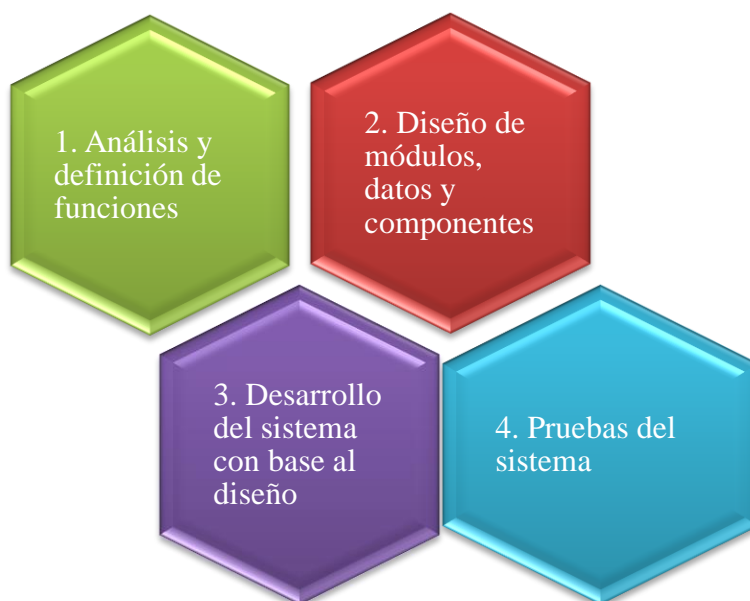 1. Análisis y
definición de
funciones
2. Diseño de
módulos,
datos y
componentes
3. Desarrollo
del sistema
con base al
diseño
4. Pruebas del
sistema